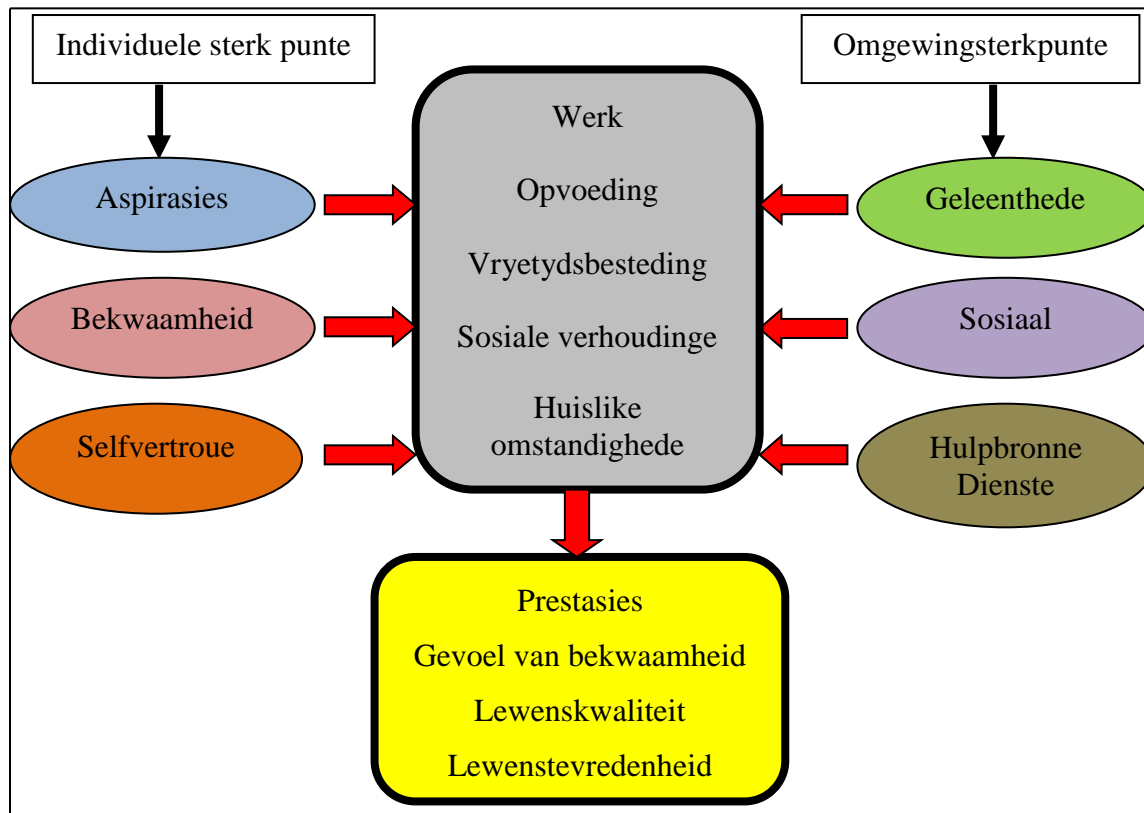 Individuele sterk punte
Omgewingsterkpunte
Aspirasies
Bekwaamheid
Selfvertroue
Werk
Opvoeding
Vryetydsbesteding
Sosiale verhoudinge
Huislike
omstandighede
Geleenthede
Sosiaal
Hulpbronne
Dienste
Prestasies
Gevoel van bekwaamheid
Lewenskwaliteit
Lewenstevredenheid